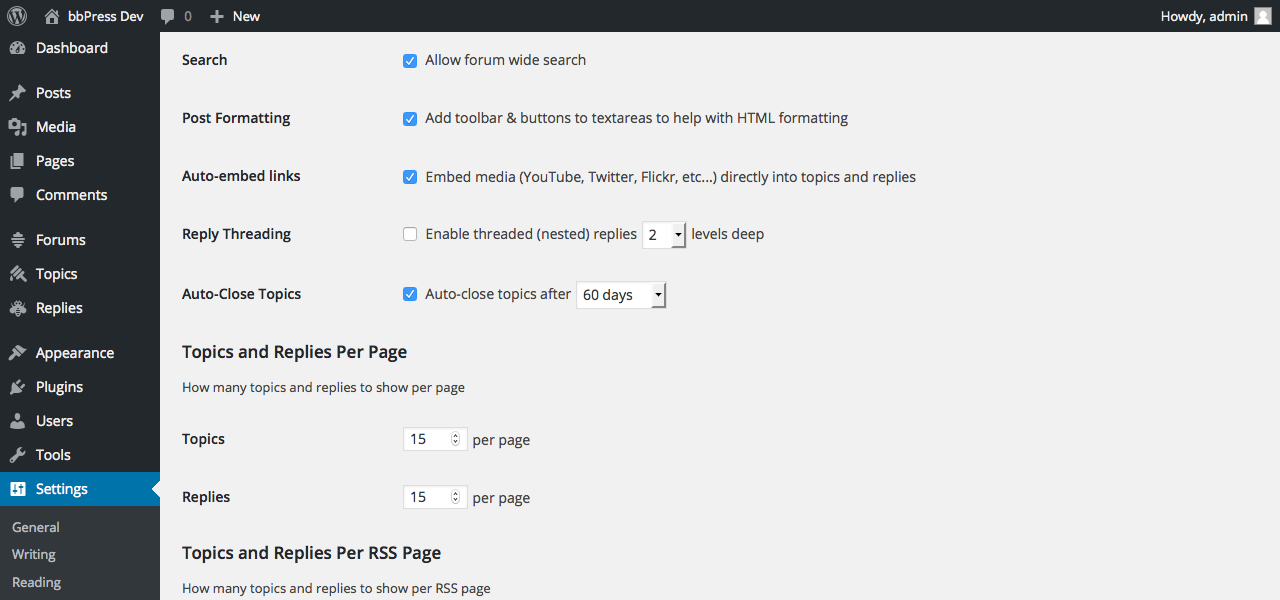 bbPress Dev 0 New Howdy, admin
Dashboard
Posts
Media
Pages
Comments
Forums
Topics
Replies
Appearance
Plugins
Users
Tools
Settings
General
Writing
Reading
Search Allow forum wide search
Post Formatting Add toolbar & buttons to textareas to help with HTML formatting
Auto-embed links Embed media (YouTube, Twitter, Flickr, etc...) directly into topics and replies
Reply Threading Enable threaded (nested) replies 2 levels deep
Auto-Close Topics Auto-close topics after 60 days
Topics and Replies Per Page
How many topics and replies to show per page
Topics 15 per page
Replies 15 per page
Topics and Replies Per RSS Page
How many topics and replies to show per RSS page